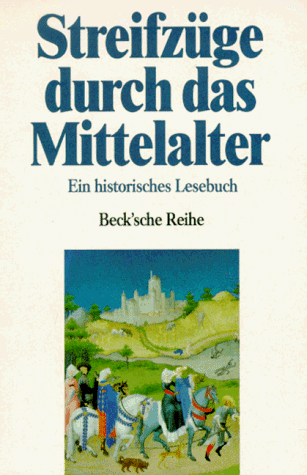 Streifzüge
durch das
Mittelalter
Ein historisches Lesebuch
Beck'sche Reihe